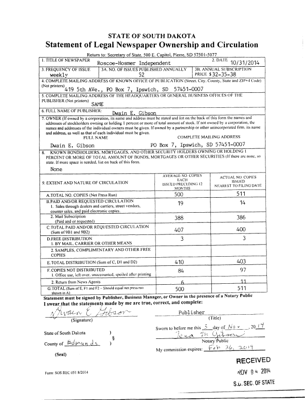 STATE OF SOUTH DAKOTA
Statement of Legal Newspaper Ownership and Circulation
Return to: Secretary of State, 500 E. Capitol, Pierre, SD 57501-5077
1. TITLE OF NEWSPAPER
Roscoe-Hosmer Independent
2. DATE
10/31/2014
3. FREQUENCY OF ISSUE
weekly
3A. NO. OF ISSUES PUBLISHED ANNUALLY
52
3B. ANNUAL SUBSCRIPTION
PRICE $32-35-38
4. COMPLETE MAILING ADDRESS OF KNOWN OFFICE OF PUBLICATION (Street, City, County, State and ZIP+4 Code)
(Not printer)
419 5th Ave., PO Box 7, Ipswich, SD 57451-0007
5. COMPLETE MAILING ADDRESS OF THE HEADQUARTERS OR GENERAL BUSINESS OFFICES OF THE
PUBLISHER (Not printer)
SAME
6. FULL NAME OF PUBLISHER:
Dwain E. Gibson
7. OWNER (If owned by a corporation, its name and address must be stated and list on the back of this form the names and
addresses of stockholders owning or holding 1 percent or more of total amount of stock. If not owned by a corporation, the
names and addresses of the individual owners must be given. If owned by a partnership or other unincorporated firm, its name
and address, as well as that of each individual must be given.
FULL NAME
COMPLETE MAILING ADDRESS
Dwain E. Gibson
PO Box 7, Ipswich, SD 57451-0007
8. KNOWN BONDHOLDERS, MORTGAGES, AND OTHER SECURITY HOLDERS OWNING OR HOLDING 1
PERCENT OR MORE OF TOTAL AMOUNT OF BONDS, MORTGAGES OR OTHER SECURITIES (If there are none, so
state. If more space is needed, list on back of this form.
None
9. EXTENT AND NATURE OF CIRCULATION
AVERAGE NO. COPIES
EACH
ISSUE PRECEDING 12
MONTHS
ACTUAL NO. COPIES
ISSUED
NEAREST TO FILING DATE
A. TOTAL NO. COPIES (Net Press Run)
500
511
B. PAID AND/OR REQUESTED CIRCULATION
1. Sales through dealers and carriers, street vendors,
counter sales, and paid electronic copies.
19
14
2. Mail Subscription
(Paid and or requested)
388
386
C. TOTAL PAID AND/OR REQUESTED CIRCULATION
(Sum of 9B1 and 9B2)
407
400
D. FREE DISTRIBUTION
1. BY MAIL, CARRIER OR OTHER MEANS
3
3
2. SAMPLES, COMPLIMENTARY AND OTHER FREE
COPIES
E. TOTAL DISTRIBUTION (Sum of C, D1 and D2)
410
403
F. COPIES NOT DISTRIBUTED
1. Office use, left over, unaccounted, spoiled after printing
84
97
2. Return from News Agents
6
11
G. TOTAL (Sum of E, F1 and F2 - Should equal net press run
shown in A)
500
511
Statement must be signed by Publisher, Business Manager, or Owner in the presence of a Notary Public
I swear that the statements made by me are true, correct, and complete:
Dwain E. Gibson
(Signature)
Publisher
(Title)
State of South Dakota )
§
County of Edmunds )
(Seal)
Sworn to before me this 3 day of Nov., 2014
Notary Public
My commission expires: Feb 26, 2019
RECEIVED
NOV 04 2014
S.D. SEC. OF STATE